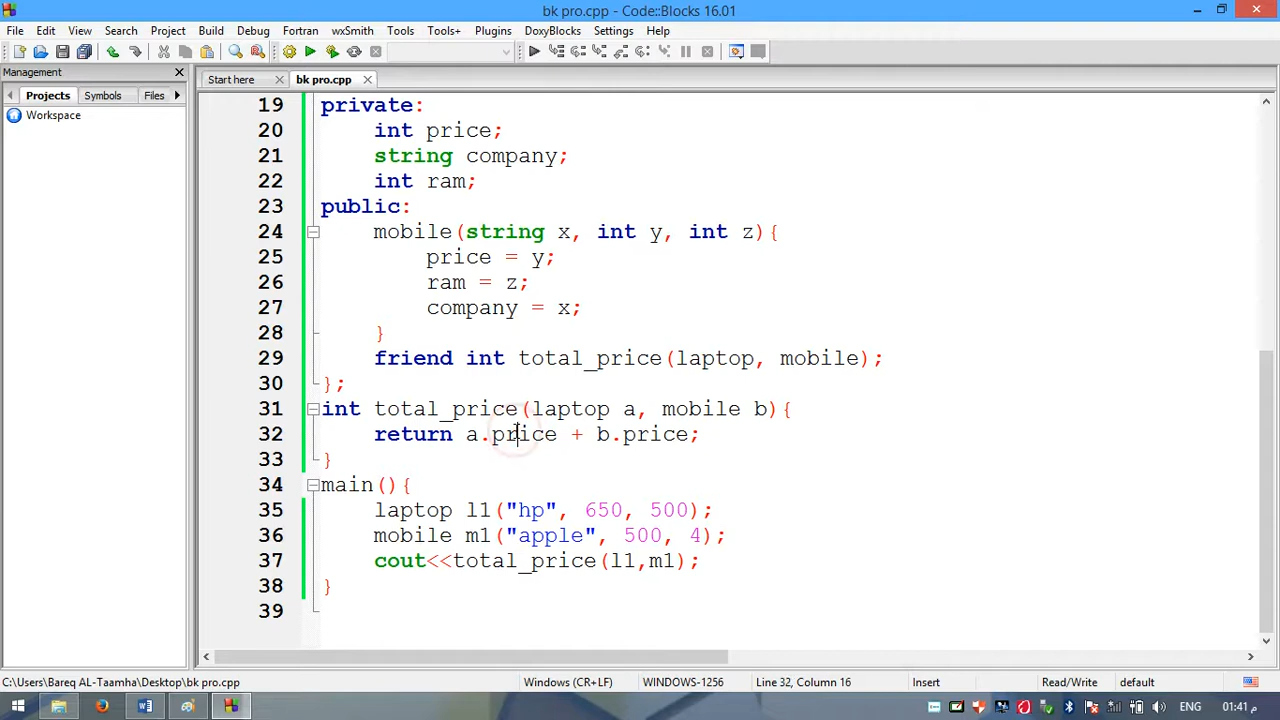 bk pro.cpp - Code::Blocks 16.01
File Edit View Search Project Build Debug Fortran wxSmith Tools Tools+ Plugins DoxyBlocks Settings Help
Management
Start here bk pro.cpp
Projects Symbols Files
Workspace
19 private:
20 int price;
21 string company;
22 int ram;
23 public:
24 mobile(string x, int y, int z){
25 price = y;
26 ram = z;
27 company = x;
28 }
29 friend int total_price(laptop, mobile);
30 };
31 int total_price(laptop a, mobile b){
32 return a.price + b.price;
33 }
34 main(){
35 laptop l1("hp", 650, 500);
36 mobile m1("apple", 500, 4);
37 cout<<total_price(l1,m1);
38 }
39
C:\Users\Bareq AL-Taamha\Desktop\bk pro.cpp Windows (CR+LF) WINDOWS-1256 Line 32, Column 16 Insert Read/Write default
ENG 01:41 م